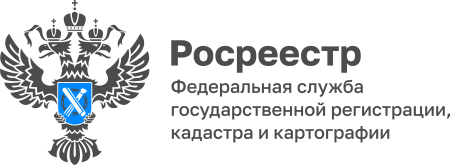 Росреестр
Федеральная служба
государственной регистрации,
кадастра и картографии